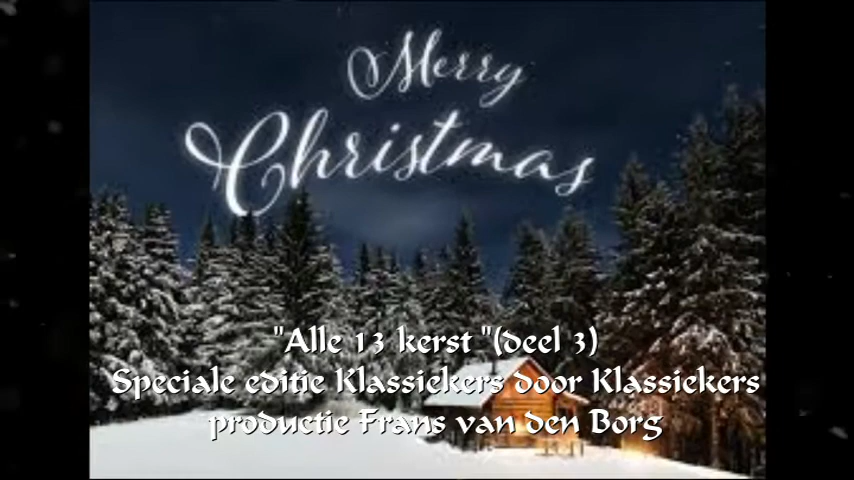 Merry
Christmas
"Alle 13 kerst "(deel 3)
Speciale editie Klassiekers door Klassiekers
productie Frans van den Borg